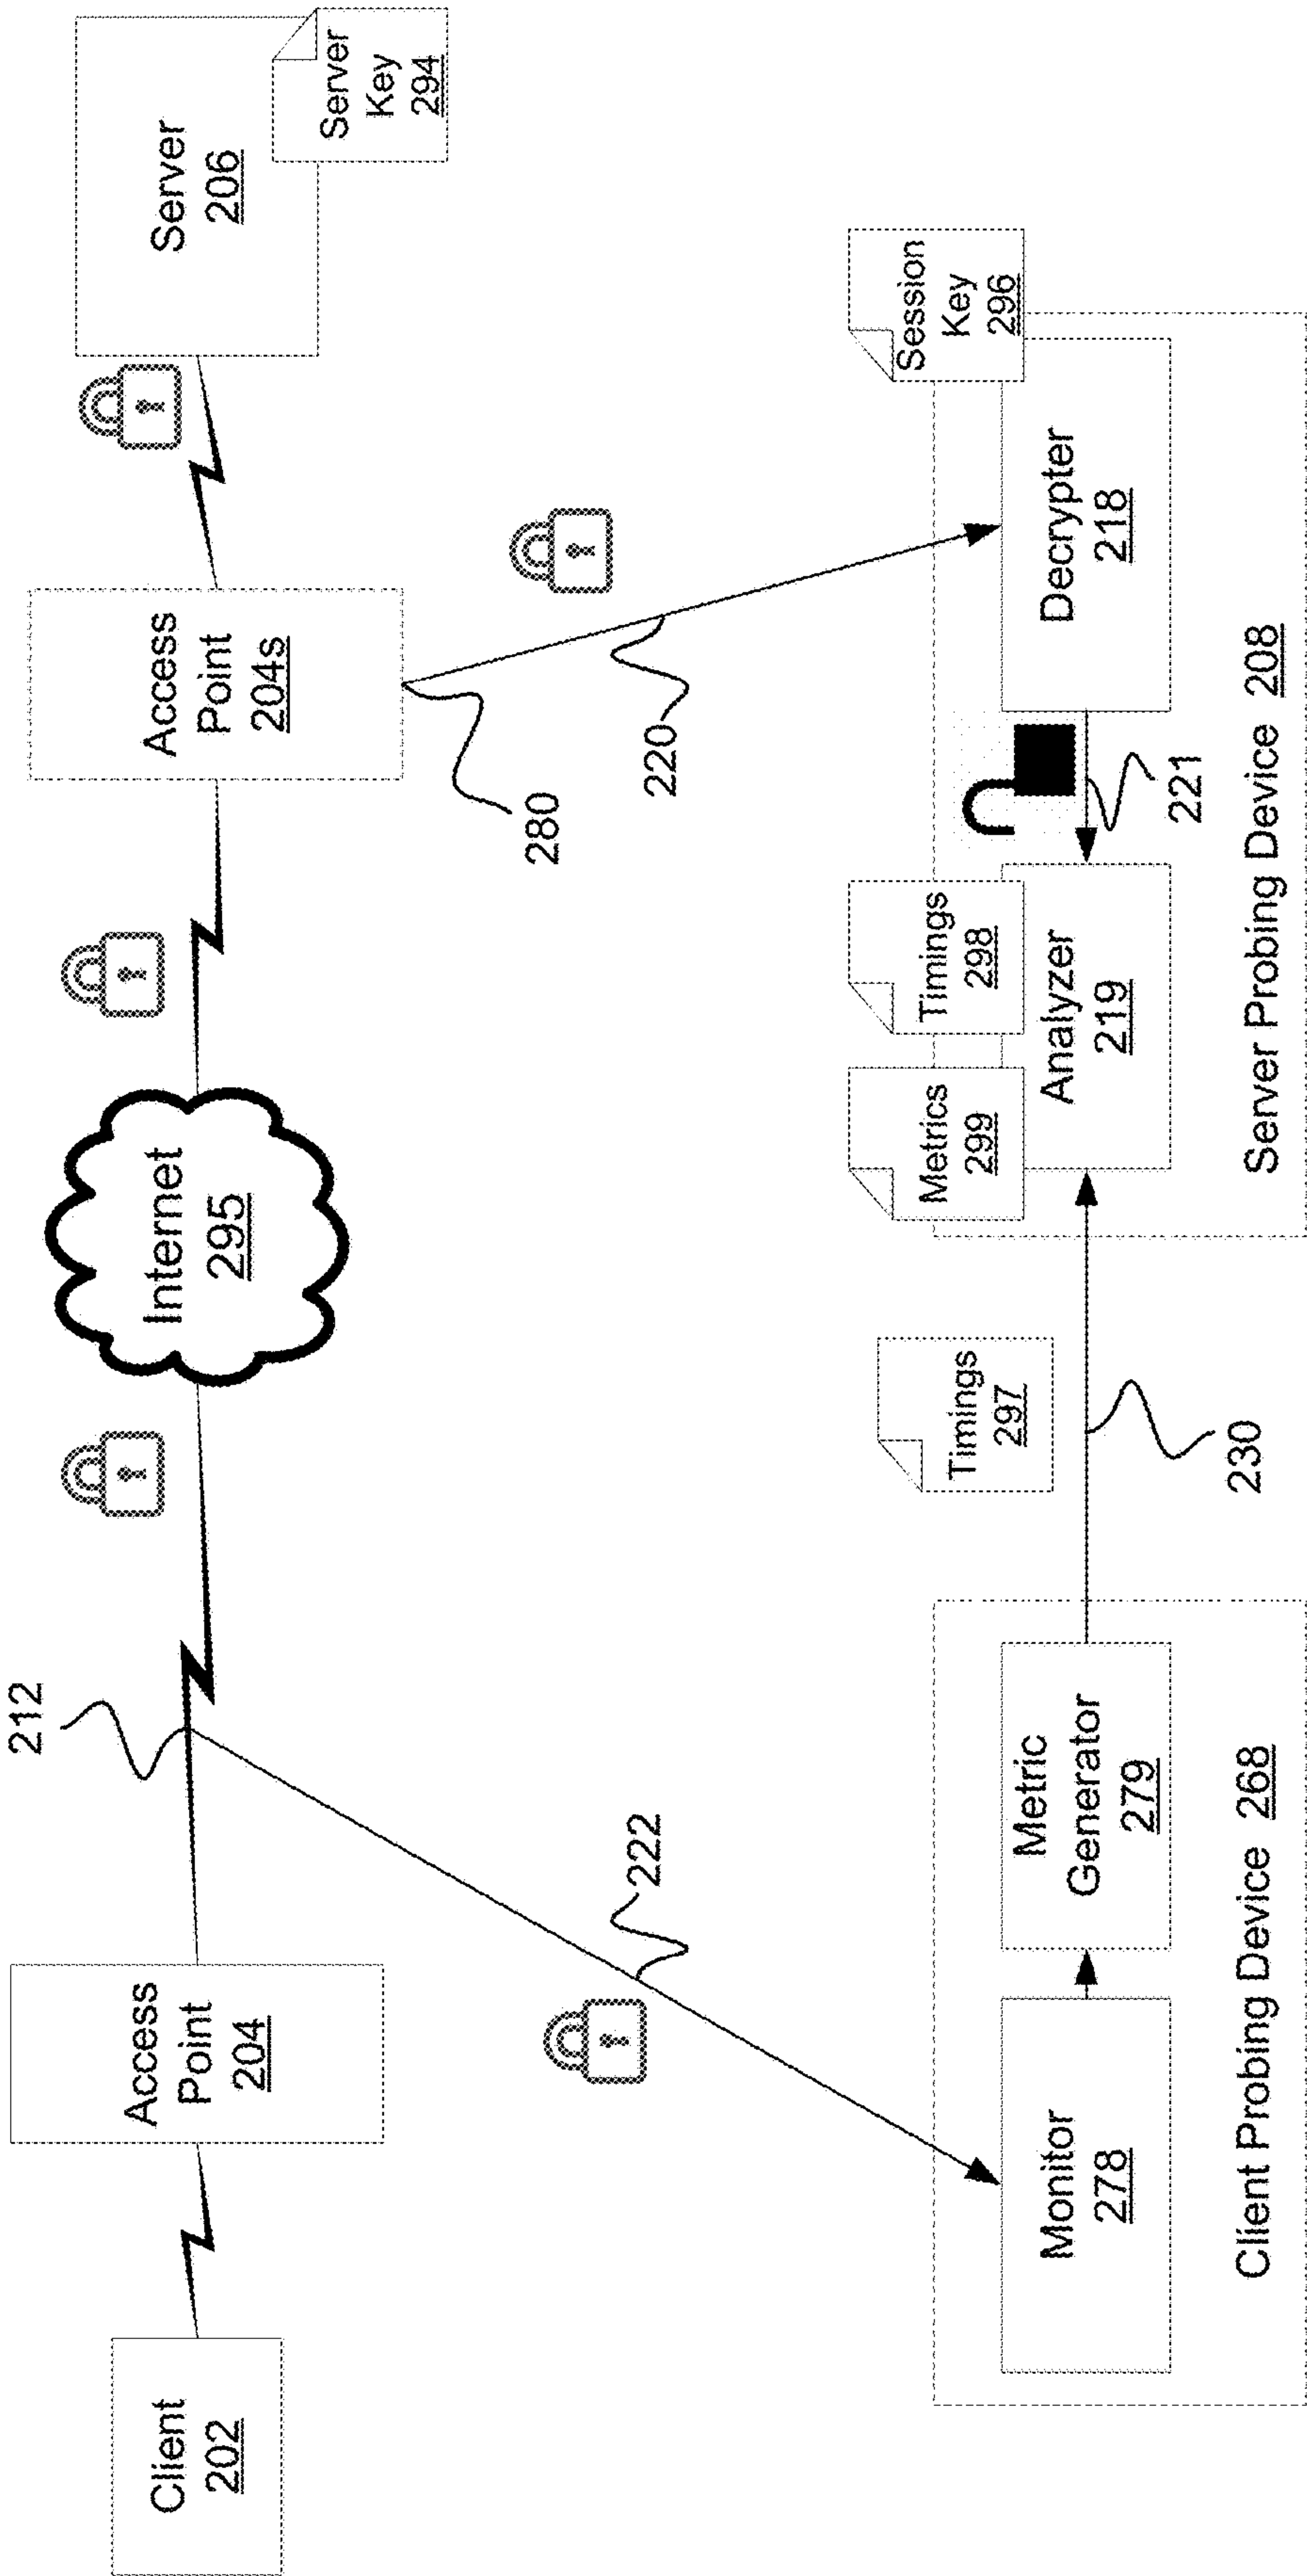 Client
202
Access
Point
204
212
Internet
295
Access
Point
204s
Server
206
Server
Key
294
222
280
220
Monitor
278
Metric
Generator
279
Client Probing Device 268
Timings
297
230
Metrics
299
Timings
298
Analyzer
219
221
Session
Key
296
Decrypter
218
Server Probing Device 208